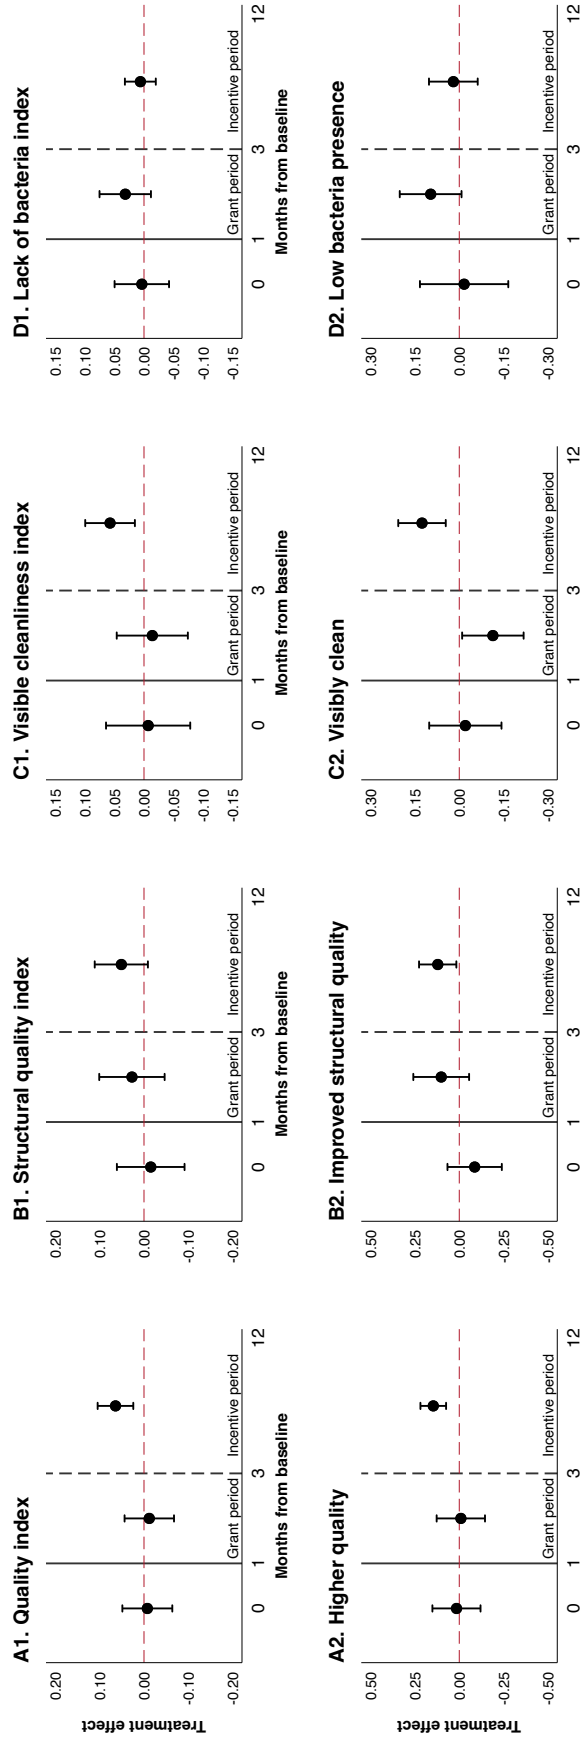 A1. Quality index
Treatment effect
0.20
0.10
0.00
-0.10
-0.20
Grant period
Incentive period
0
1
3
12
Months from baseline
B1. Structural quality index
0.20
0.10
0.00
-0.10
-0.20
Grant period
Incentive period
0
1
3
12
Months from baseline
C1. Visible cleanliness index
0.15
0.10
0.05
0.00
-0.05
-0.10
-0.15
Grant period
Incentive period
0
1
3
12
Months from baseline
D1. Lack of bacteria index
0.15
0.10
0.05
0.00
-0.05
-0.10
-0.15
Grant period
Incentive period
0
1
3
12
Months from baseline
A2. Higher quality
Treatment effect
0.50
0.25
0.00
-0.25
-0.50
Grant period
Incentive period
0
1
3
12
B2. Improved structural quality
0.50
0.25
0.00
-0.25
-0.50
Grant period
Incentive period
0
1
3
12
C2. Visibly clean
0.30
0.15
0.00
-0.15
-0.30
Grant period
Incentive period
0
1
3
12
D2. Low bacteria presence
0.30
0.15
0.00
-0.15
-0.30
Grant period
Incentive period
0
1
3
12